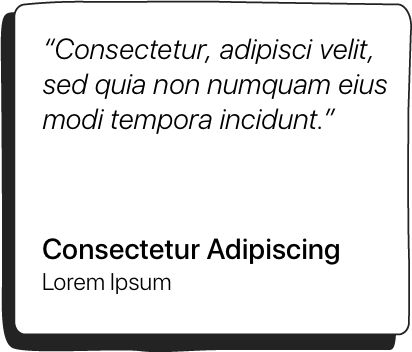 “Consectetur, adipisci velit,
sed quia non numquam eius
modi tempora incidunt.”
Consectetur Adipiscing
Lorem Ipsum